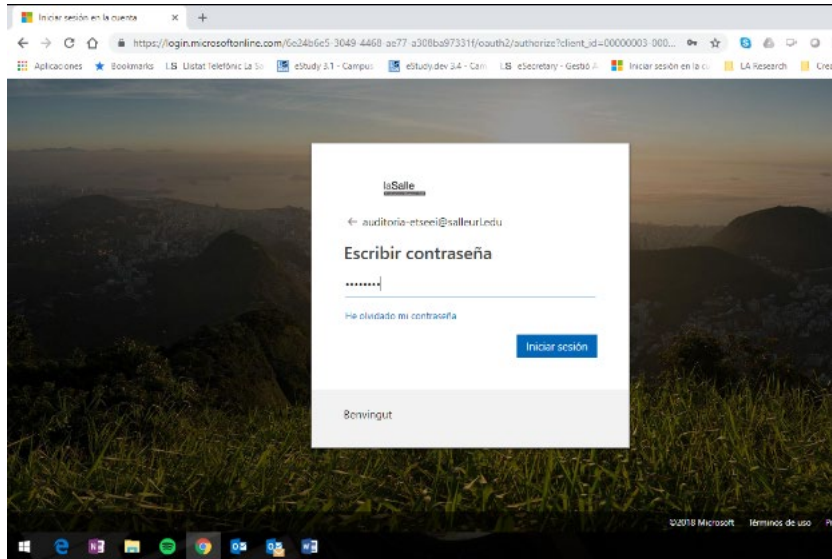 Iniciar sesión en la cuenta
https://login.microsoftonline.com/6e24b6e5-3049-4468-ae77-a308ba97331f/oauth2/authorize?client_id=00000003-000...
Aplicaciones Bookmarks Llistat Telefònic La Sa eStudy 3.1 - Campus eStudy.dev 3.4 - Cam eSecretary - Gestió A Iniciar sesión en la cu LA Research Crea
laSalle
auditoria-etseei@salleurl.edu
Escribir contraseña
He olvidado mi contraseña
Iniciar sesión
Benvingut
©2018 Microsoft Términos de uso